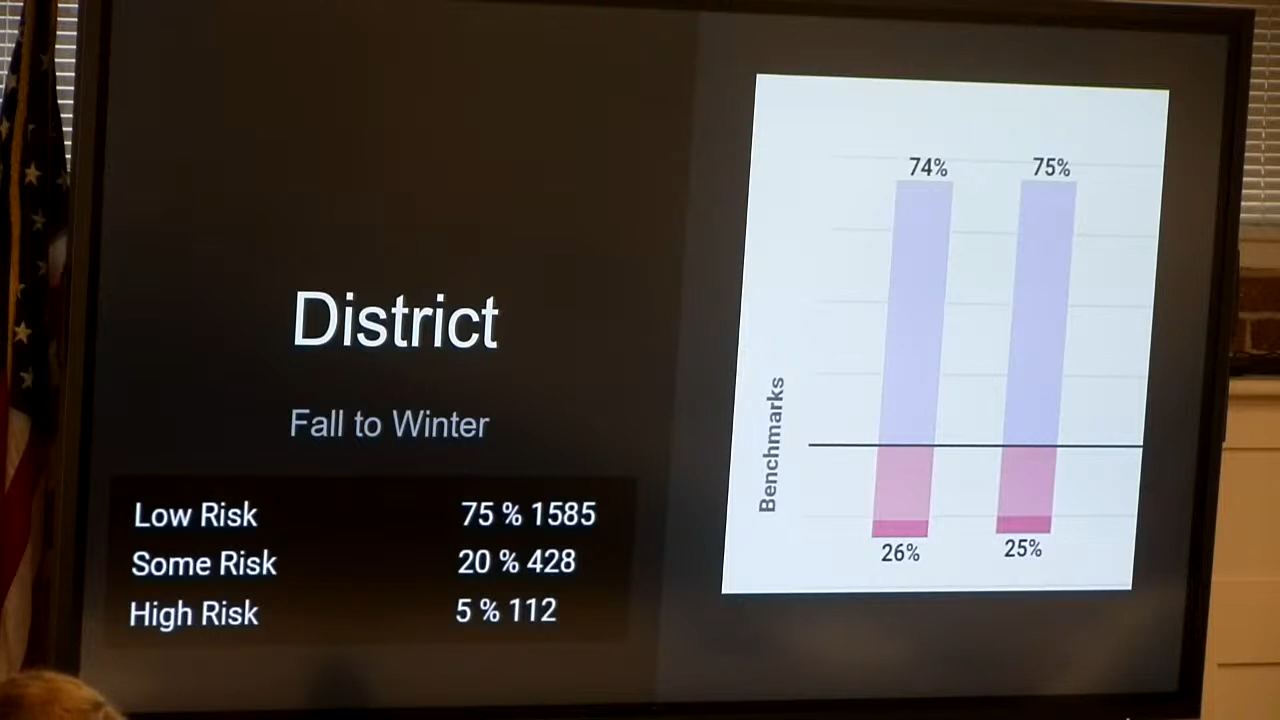 District
Fall to Winter
Low Risk 75 % 1585
Some Risk 20 % 428
High Risk 5 % 112
74% 75%
Benchmarks
26% 25%